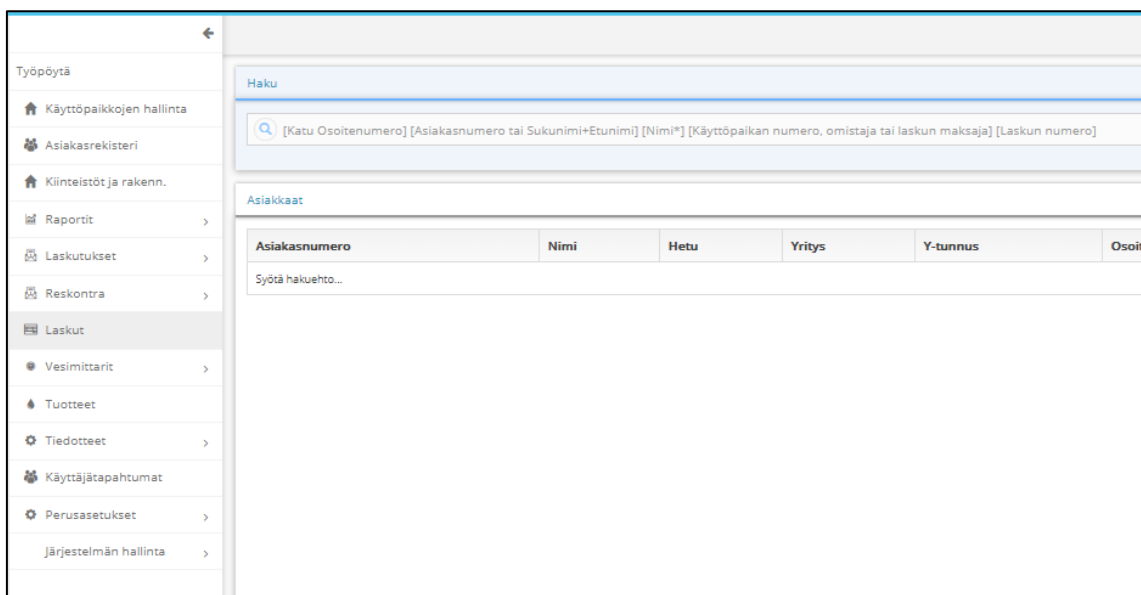 Työpöytä
Käyttöpaikkojen hallinta
Asiakasrekisteri
Kiinteistöt ja rakenn.
Raportit
Laskutukset
Reskontra
Laskut
Vesimittarit
Tuotteet
Tiedotteet
Käyttäjätapahtumat
Perusasetukset
Järjestelmän hallinta
Haku
[Katu Osoitenumero] [Asiakasnumero tai Sukunimi+Etunimi] [Nimi*] [Käyttöpaikan numero, omistaja tai laskun maksaja] [Laskun numero]
Asiakkaat
Asiakasnumero Nimi Hetu Yritys Y-tunnus
Syötä hakuehto...